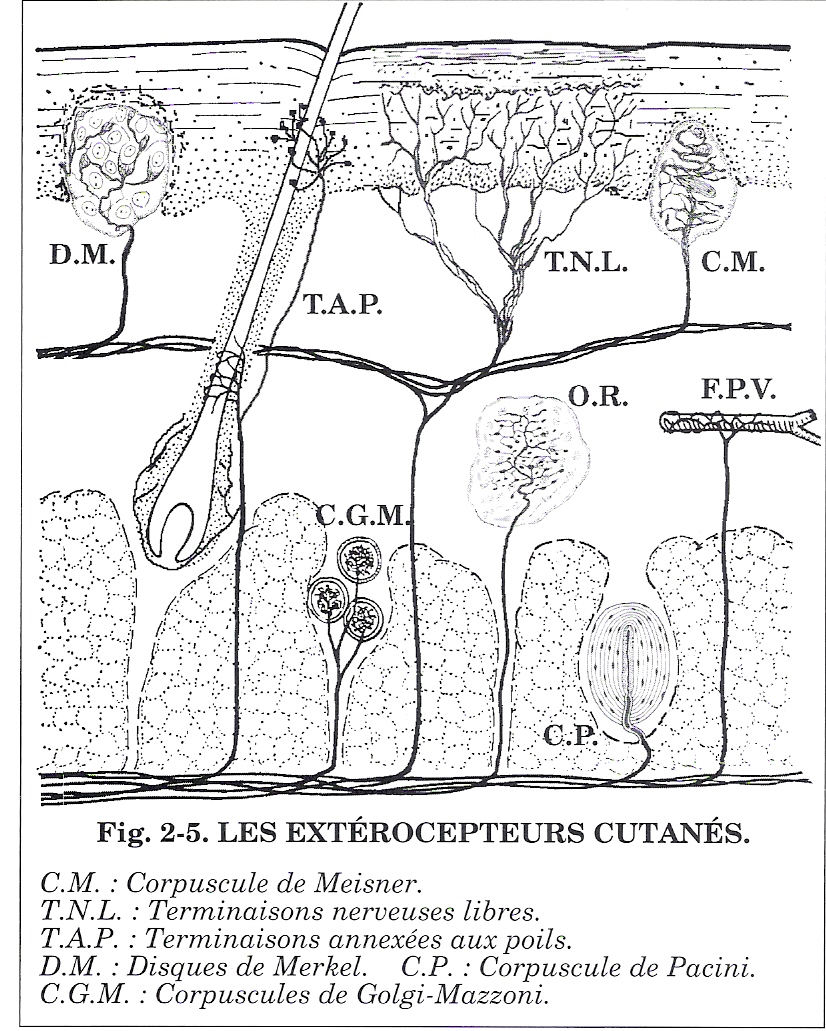 D.M.
T.A.P.
T.N.L.
C.M.
O.R.
F.P.V.
C.G.M.
C.P.
Fig. 2-5. LES EXTÉROCEPTEURS CUTANÉS.
C.M. : Corpuscule de Meisner.
T.N.L. : Terminaisons nerveuses libres.
T.A.P. : Terminaisons annexées aux poils.
D.M. : Disques de Merkel. C.P. : Corpuscule de Pacini.
C.G.M. : Corpuscules de Golgi-Mazzoni.